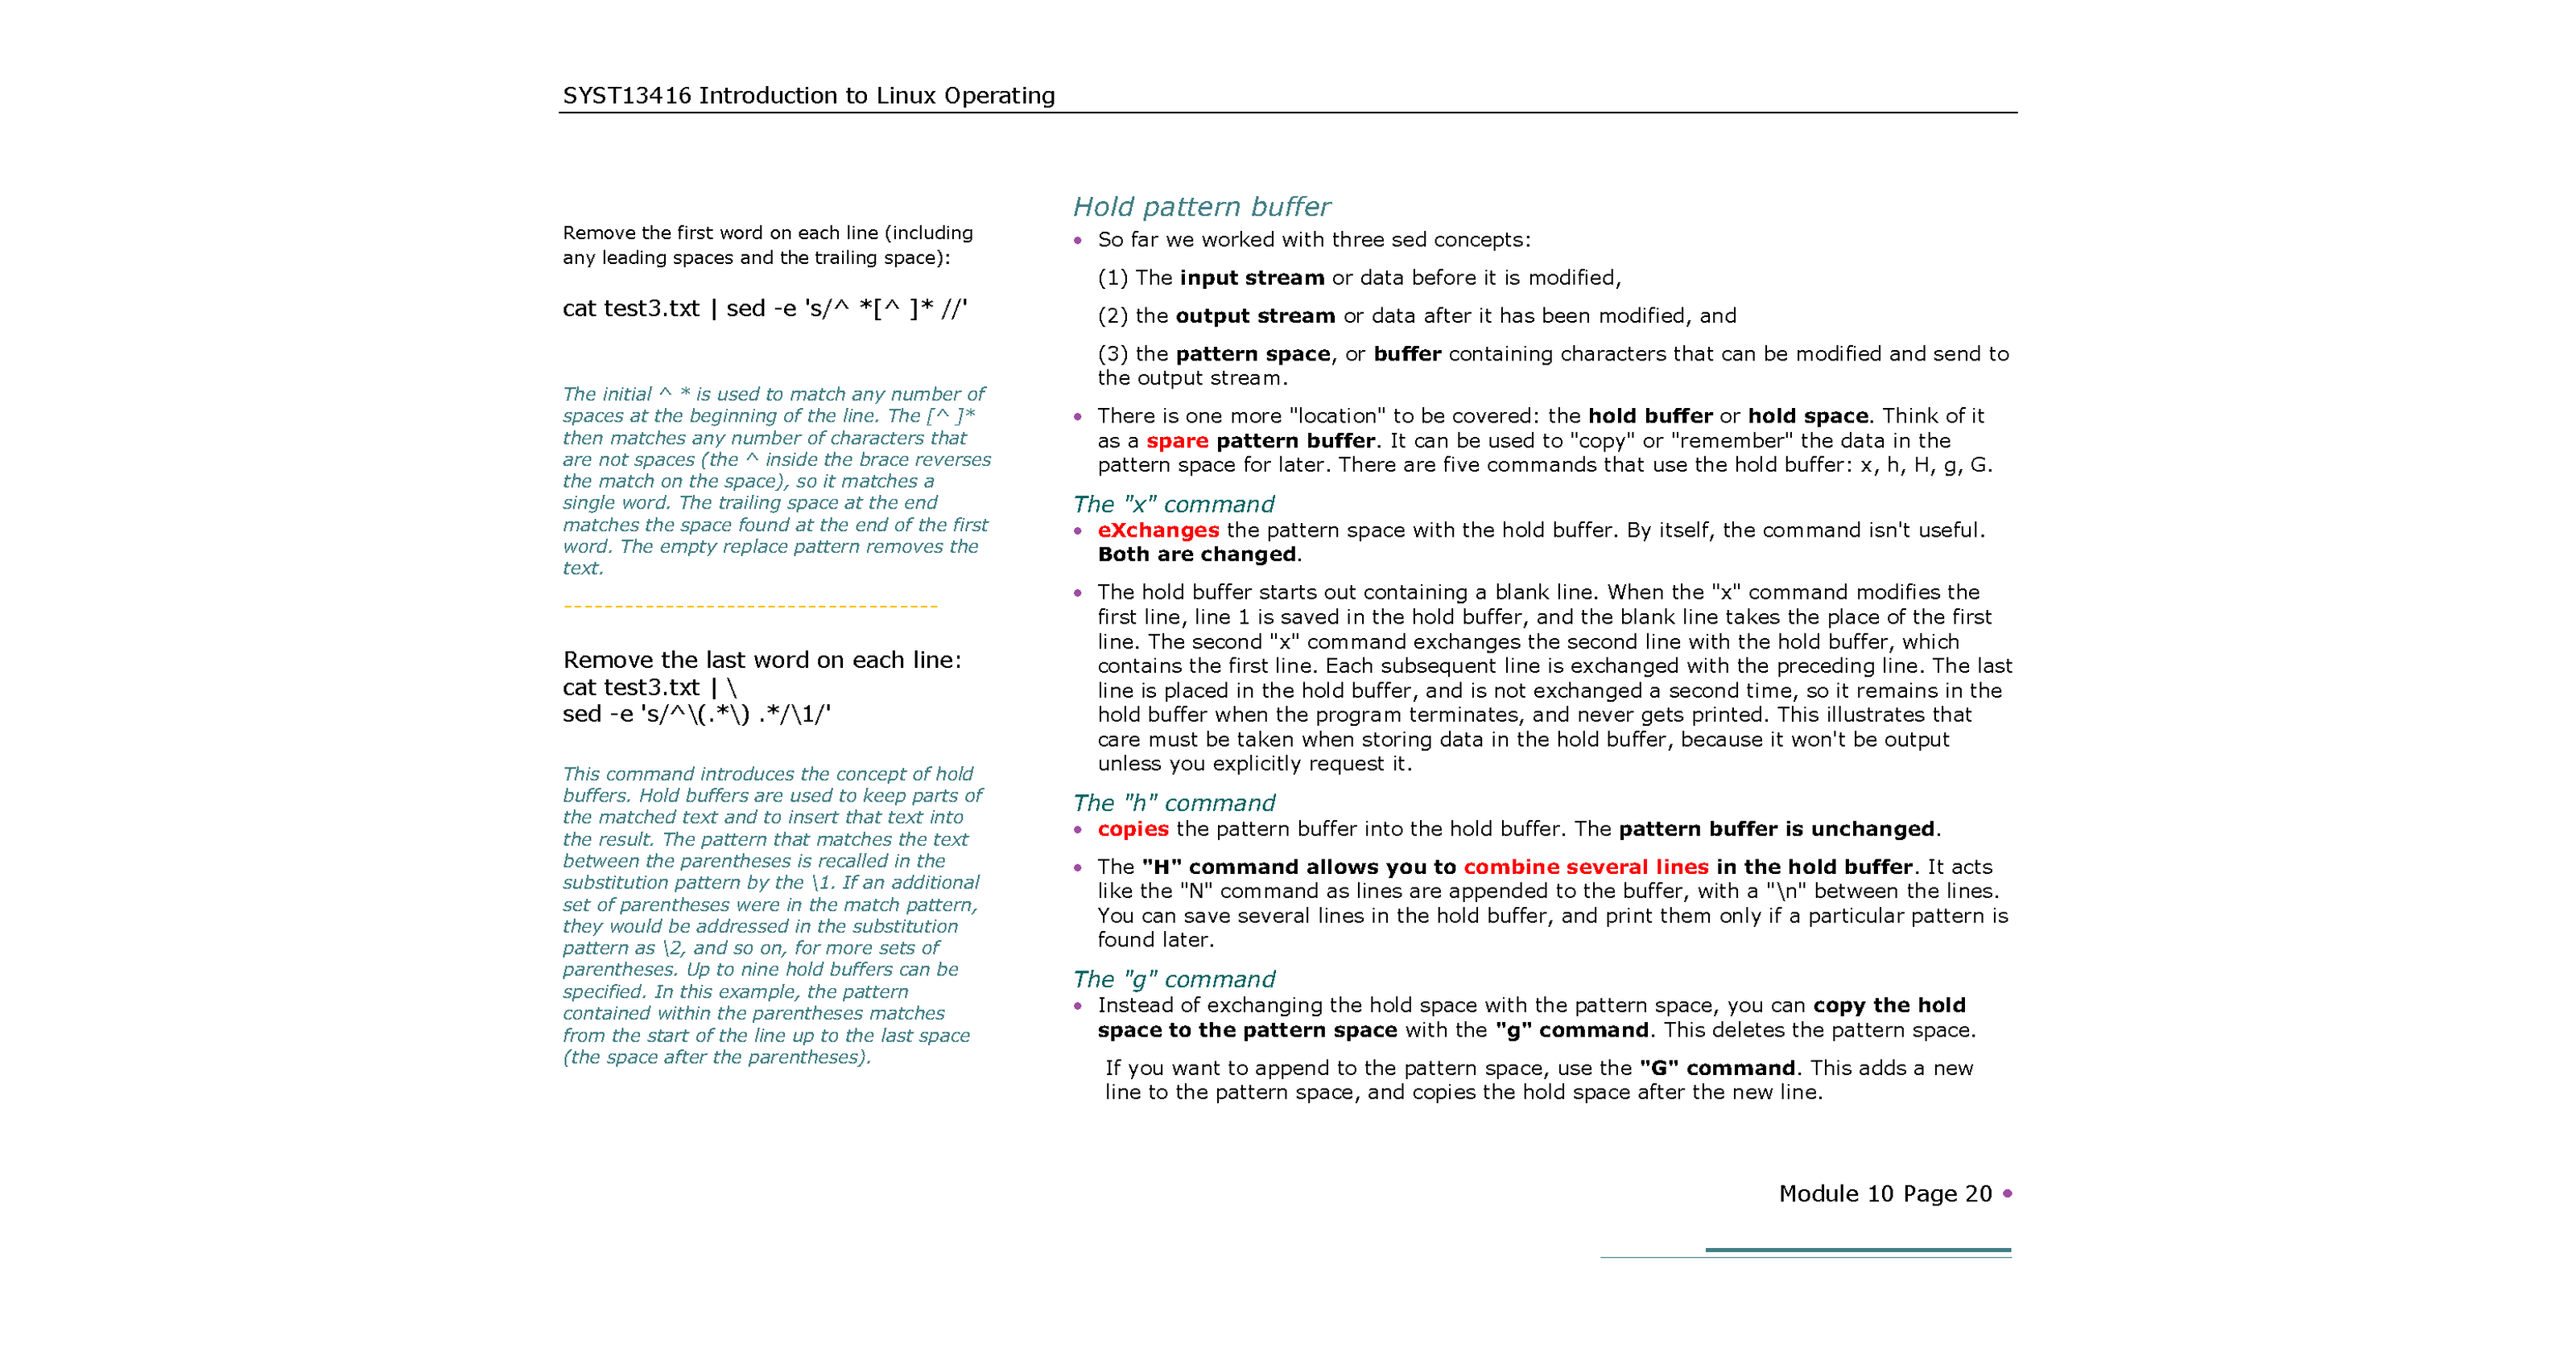 SYST13416 Introduction to Linux Operating
Remove the first word on each line (including
any leading spaces and the trailing space):
cat test3.txt | sed -e 's/^ *[^ ]* //'
The initial ^ * is used to match any number of
spaces at the beginning of the line. The [^ ]*
then matches any number of characters that
are not spaces (the ^ inside the brace reverses
the match on the space), so it matches a
single word. The trailing space at the end
matches the space found at the end of the first
word. The empty replace pattern removes the
text.
-------------------------------------
Remove the last word on each line:
cat test3.txt | \
sed -e 's/^\(.*\) .*/\1/'
This command introduces the concept of hold
buffers. Hold buffers are used to keep parts of
the matched text and to insert that text into
the result. The pattern that matches the text
between the parentheses is recalled in the
substitution pattern by the \1. If an additional
set of parentheses were in the match pattern,
they would be addressed in the substitution
pattern as \2, and so on, for more sets of
parentheses. Up to nine hold buffers can be
specified. In this example, the pattern
contained within the parentheses matches
from the start of the line up to the last space
(the space after the parentheses).
Hold pattern buffer
• So far we worked with three sed concepts:
(1) The input stream or data before it is modified,
(2) the output stream or data after it has been modified, and
(3) the pattern space, or buffer containing characters that can be modified and send to
the output stream.
• There is one more "location" to be covered: the hold buffer or hold space. Think of it
as a spare pattern buffer. It can be used to "copy" or "remember" the data in the
pattern space for later. There are five commands that use the hold buffer: x, h, H, g, G.
The "x" command
• eXchanges the pattern space with the hold buffer. By itself, the command isn't useful.
Both are changed.
• The hold buffer starts out containing a blank line. When the "x" command modifies the
first line, line 1 is saved in the hold buffer, and the blank line takes the place of the first
line. The second "x" command exchanges the second line with the hold buffer, which
contains the first line. Each subsequent line is exchanged with the preceding line. The last
line is placed in the hold buffer, and is not exchanged a second time, so it remains in the
hold buffer when the program terminates, and never gets printed. This illustrates that
care must be taken when storing data in the hold buffer, because it won't be output
unless you explicitly request it.
The "h" command
• copies the pattern buffer into the hold buffer. The pattern buffer is unchanged.
• The "H" command allows you to combine several lines in the hold buffer. It acts
like the "N" command as lines are appended to the buffer, with a "\n" between the lines.
You can save several lines in the hold buffer, and print them only if a particular pattern is
found later.
The "g" command
• Instead of exchanging the hold space with the pattern space, you can copy the hold
space to the pattern space with the "g" command. This deletes the pattern space.
If you want to append to the pattern space, use the "G" command. This adds a new
line to the pattern space, and copies the hold space after the new line.
Module 10 Page 20 •